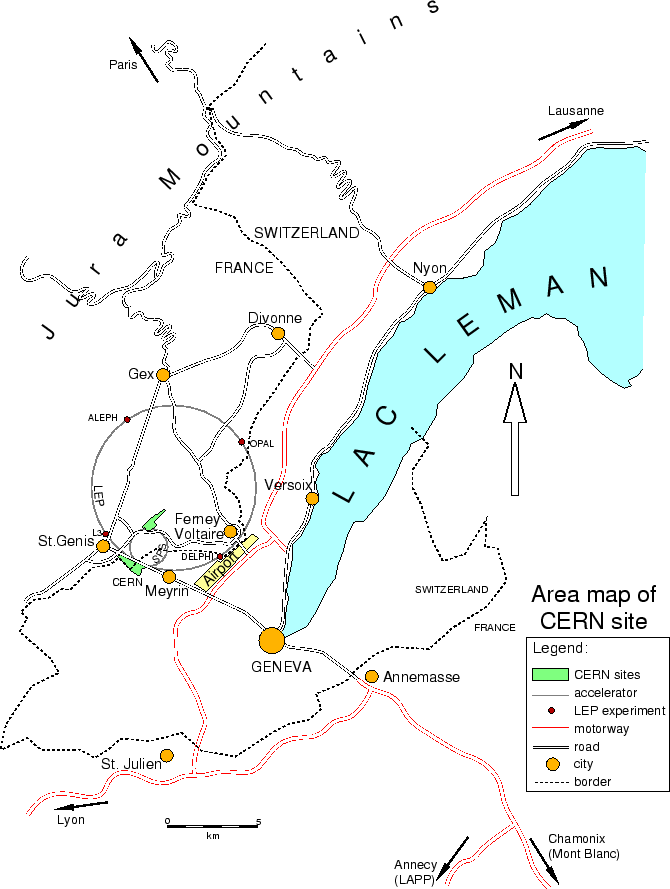 Jura Mountains
Paris
Lausanne
SWITZERLAND
FRANCE
Nyon
LAC LEMAN
Divonne
Gex
N
ALEPH
OPAL
LEP
Versoix
Ferney
Voltaire
L3
St.Genis
SPS
DELPHI
Airport
CERN
Meyrin
SWITZERLAND
FRANCE
GENEVA
Annemasse
St. Julien
Lyon
0 5
km
Annecy
(LAPP)
Chamonix
(Mont Blanc)
Area map of
CERN site
Legend:
CERN sites
accelerator
LEP experiment
motorway
road
city
border